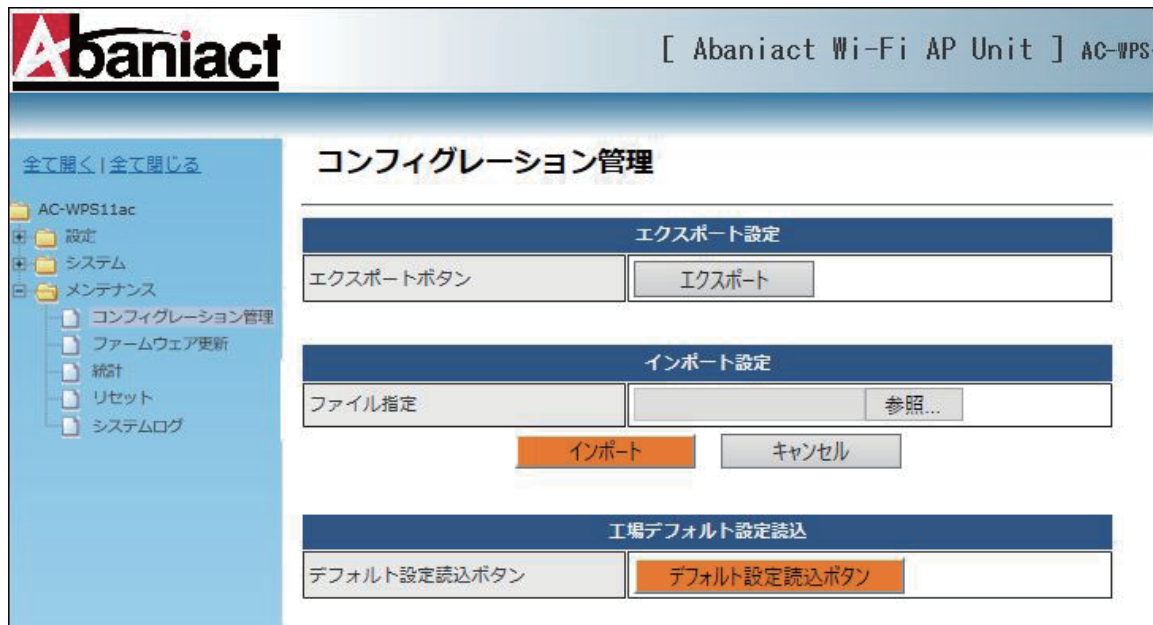 Abaniact
[ Abaniact Wi-Fi AP Unit ] AC-WPS
全て開く | 全て閉じる
AC-WPS11ac
設定
システム
メンテナンス
コンフィグレーション管理
ファームウェア更新
統計
リセット
システムログ
コンフィグレーション管理
エクスポート設定
エクスポートボタン エクスポート
インポート設定
ファイル指定 参照...
インポート キャンセル
工場デフォルト設定読込
デフォルト設定読込ボタン デフォルト設定読込ボタン